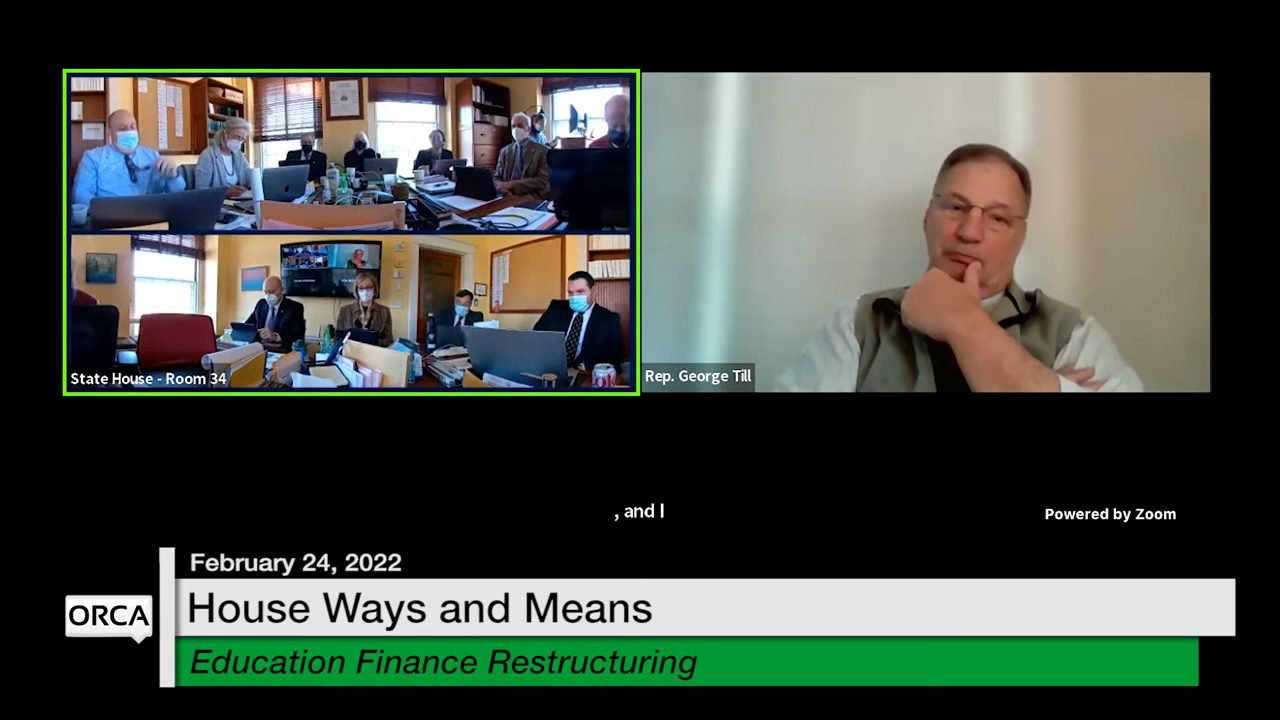 State House - Room 34
Rep. George Till
, and I
Powered by Zoom
February 24, 2022
ORCA
House Ways and Means
Education Finance Restructuring